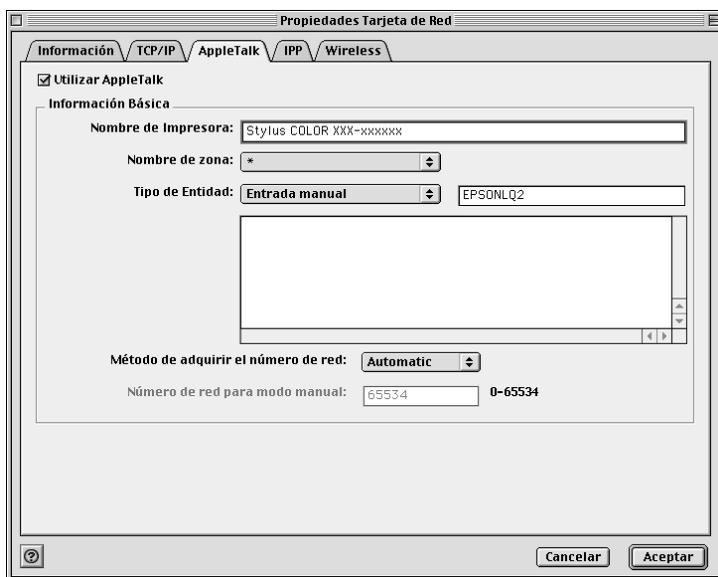 Propiedades Tarjeta de Red
Información TCP/IP AppleTalk IPP Wireless
Utilizar AppleTalk
Información Básica
Nombre de Impresora: Stylus COLOR XXX-xxxxxx
Nombre de zona: *
Tipo de Entidad: Entrada manual EPSONLQ2
Método de adquirir el número de red: Automatic
Número de red para modo manual: 65534 0-65534
? Cancelar Aceptar